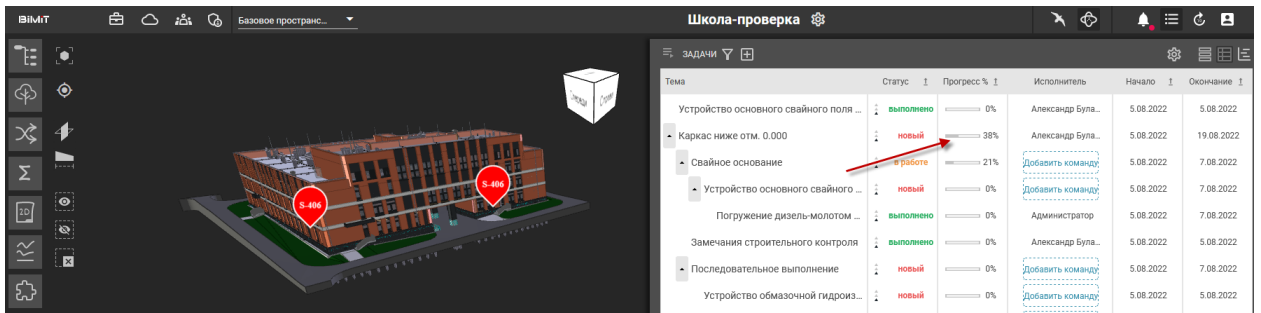 BIMIT
Базовое пространс...
Школа-проверка
ЗАДАЧИ
Тема Статус Прогресс % Исполнитель Начало Окончание
Устройство основного свайного поля ... выполнено 0% Александр Була... 5.08.2022 5.08.2022
Каркас ниже отм. 0.000 новый 38% Александр Була... 5.08.2022 19.08.2022
Свайное основание в работе 21% Добавить команду 5.08.2022 7.08.2022
Устройство основного свайного ... новый 0% Добавить команду 5.08.2022 7.08.2022
Погружение дизель-молотом ... выполнено 0% Администратор 5.08.2022 7.08.2022
Замечания строительного контроля выполнено 0% Александр Була... 5.08.2022 5.08.2022
Последовательное выполнение новый 0% Добавить команду 5.08.2022 7.08.2022
Устройство обмазочной гидроиз... новый 0% Добавить команду 5.08.2022 5.08.2022
S-406
S-406
2D
Σ